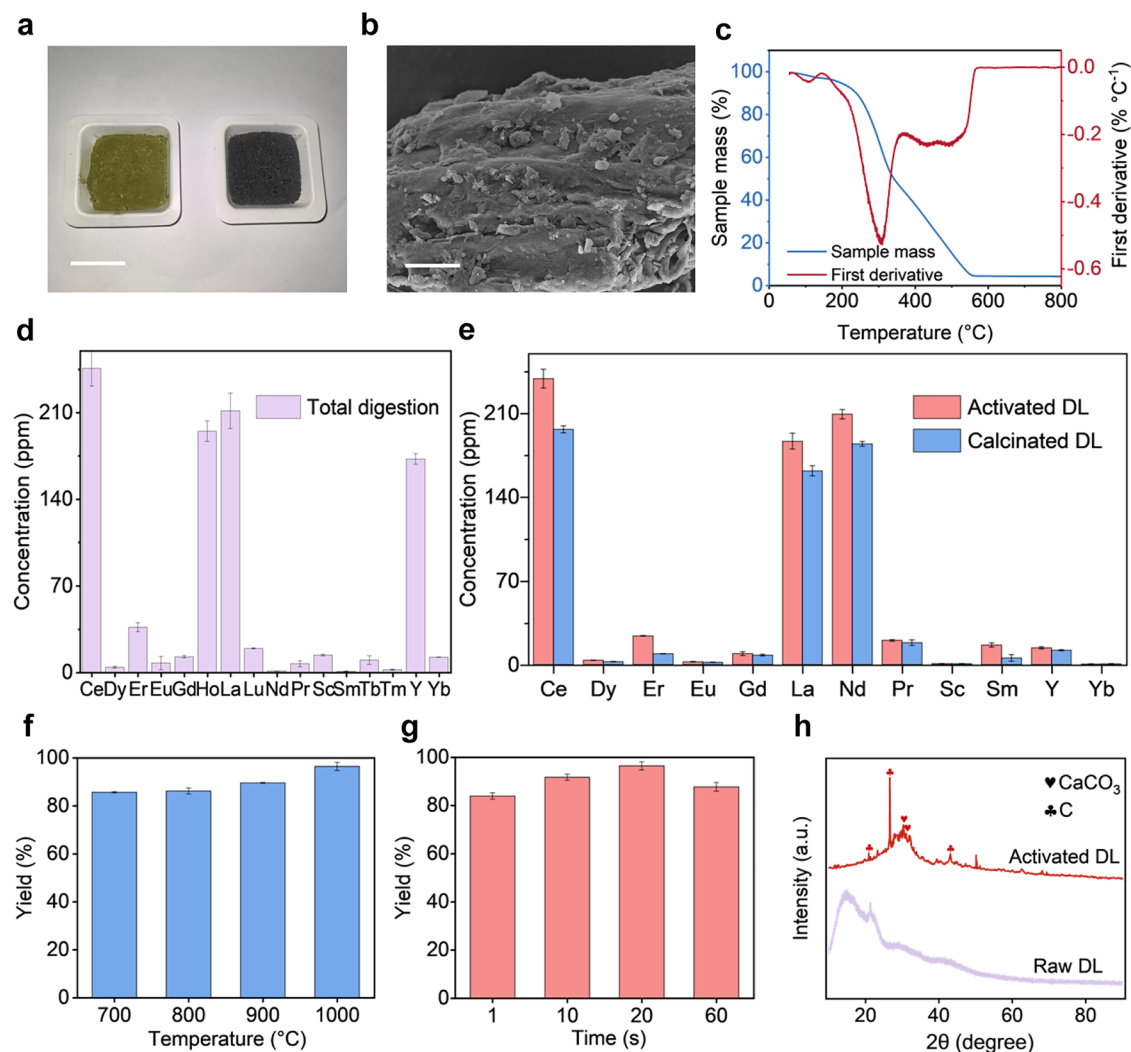 a
b
c
Sample mass (%)
100
80
60
40
20
0
0 200 400 600 800
Temperature (°C)
Sample mass
First derivative
0.0
−0.2
−0.4
−0.6
First derivative (% °C⁻¹)
d
Concentration (ppm)
210
140
70
0
Total digestion
Ce Dy Er Eu Gd Ho La Lu Nd Pr Sc Sm Tb Tm Y Yb
e
Concentration (ppm)
210
140
70
0
Activated DL
Calcinated DL
Ce Dy Er Eu Gd La Nd Pr Sc Sm Y Yb
f
Yield (%)
100
80
60
40
20
0
700 800 900 1000
Temperature (°C)
g
Yield (%)
100
80
60
40
20
0
1 10 20 60
Time (s)
h
Intensity (a.u.)
♥CaCO₃
♣C
Activated DL
Raw DL
20 40 60 80
2θ (degree)